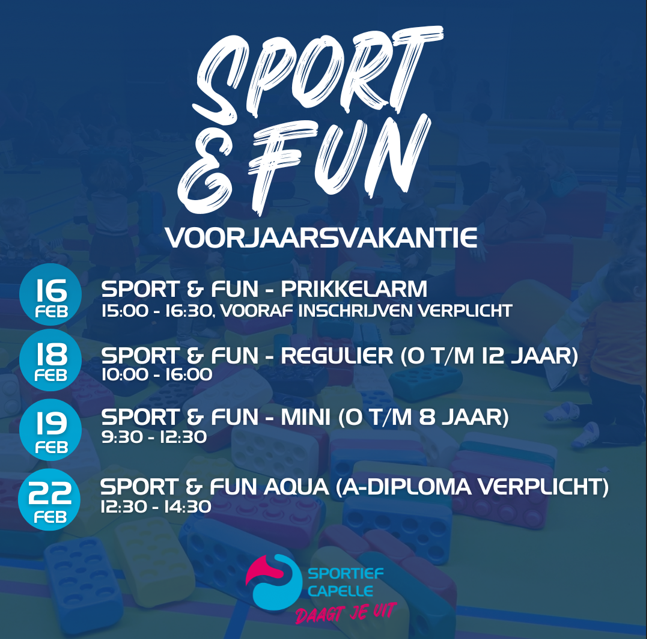 SPORT
& FUN
VOORJAARSVAKANTIE
16
FEB
SPORT & FUN - PRIKKELARM
15:00 - 16:30, VOORAF INSCHRIJVEN VERPLICHT
18
FEB
SPORT & FUN - REGULIER (0 T/M 12 JAAR)
10:00 - 16:00
19
FEB
SPORT & FUN - MINI (0 T/M 8 JAAR)
9:30 - 12:30
22
FEB
SPORT & FUN AQUA (A-DIPLOMA VERPLICHT)
12:30 - 14:30
SPORTIEF
CAPELLE
DAAGT JE UIT